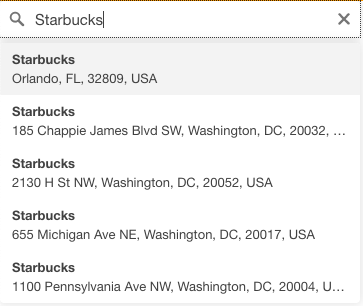 Starbucks
Starbucks
Orlando, FL, 32809, USA
Starbucks
185 Chappie James Blvd SW, Washington, DC, 20032, ...
Starbucks
2130 H St NW, Washington, DC, 20052, USA
Starbucks
655 Michigan Ave NE, Washington, DC, 20017, USA
Starbucks
1100 Pennsylvania Ave NW, Washington, DC, 20004, U...